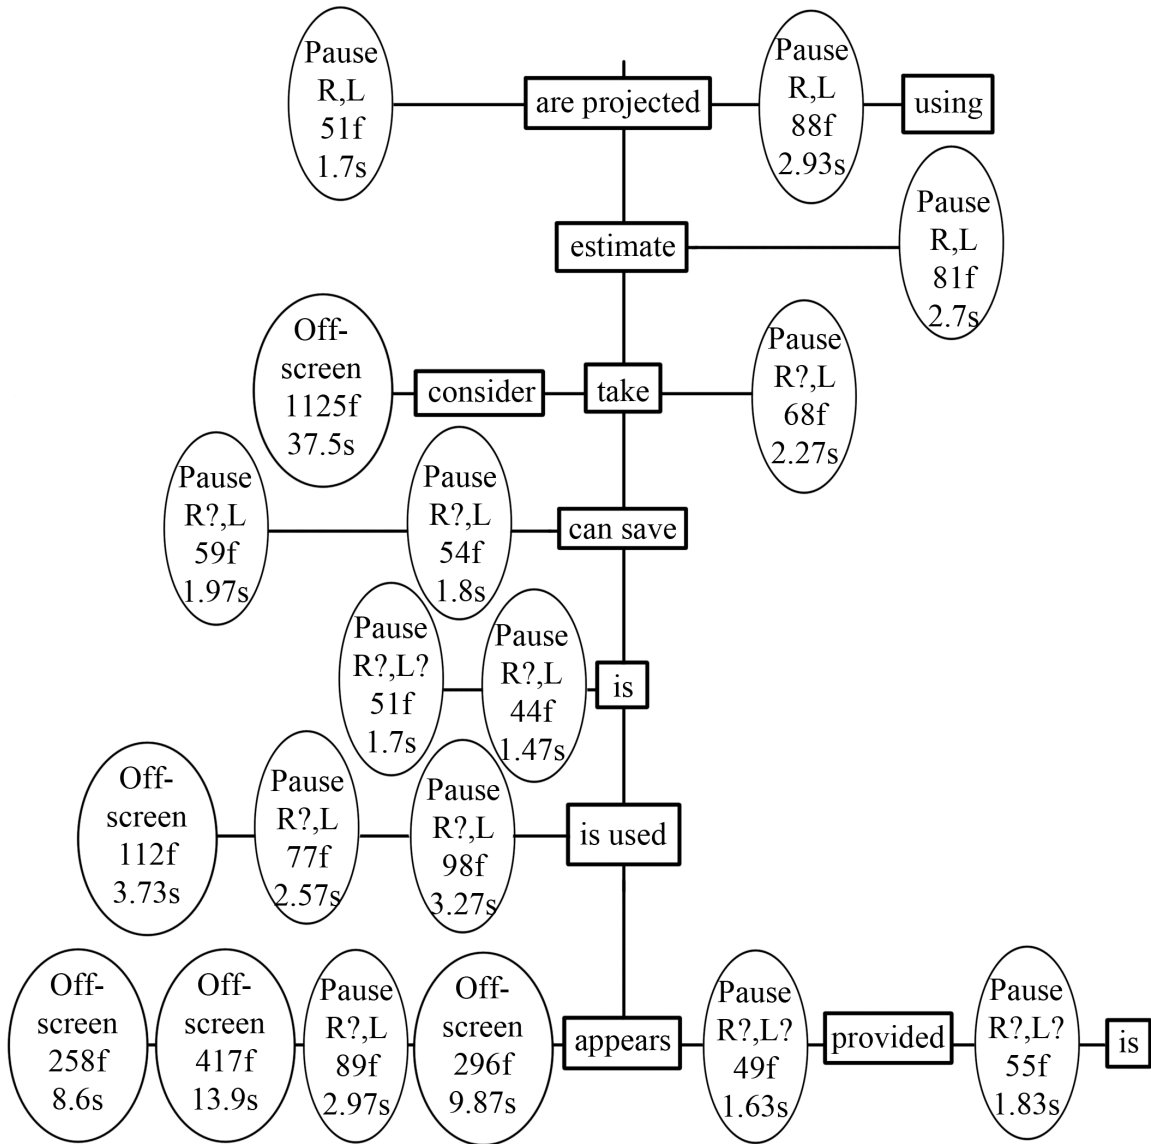 Pause
R,L
51f
1.7s
are projected
Pause
R,L
88f
2.93s
using
estimate
Pause
R,L
81f
2.7s
Off-
screen
1125f
37.5s
consider
take
Pause
R?,L
68f
2.27s
Pause
R?,L
59f
1.97s
Pause
R?,L
54f
1.8s
can save
Pause
R?,L?
51f
1.7s
Pause
R?,L
44f
1.47s
is
Off-
screen
112f
3.73s
Pause
R?,L
77f
2.57s
Pause
R?,L
98f
3.27s
is used
Off-
screen
258f
8.6s
Off-
screen
417f
13.9s
Pause
R?,L
89f
2.97s
Off-
screen
296f
9.87s
appears
Pause
R?,L?
49f
1.63s
provided
Pause
R?,L?
55f
1.83s
is